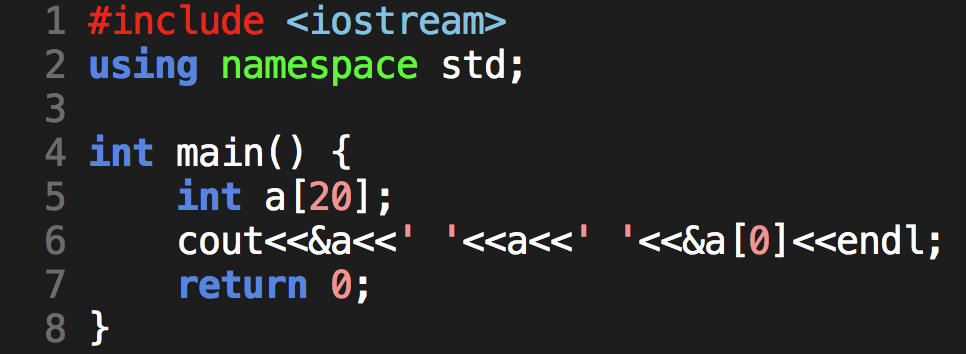 1 #include <iostream>
2 using namespace std;
3
4 int main() {
5     int a[20];
6     cout<<&a<<' '<<a<<' '<<&a[0]<<endl;
7     return 0;
8 }